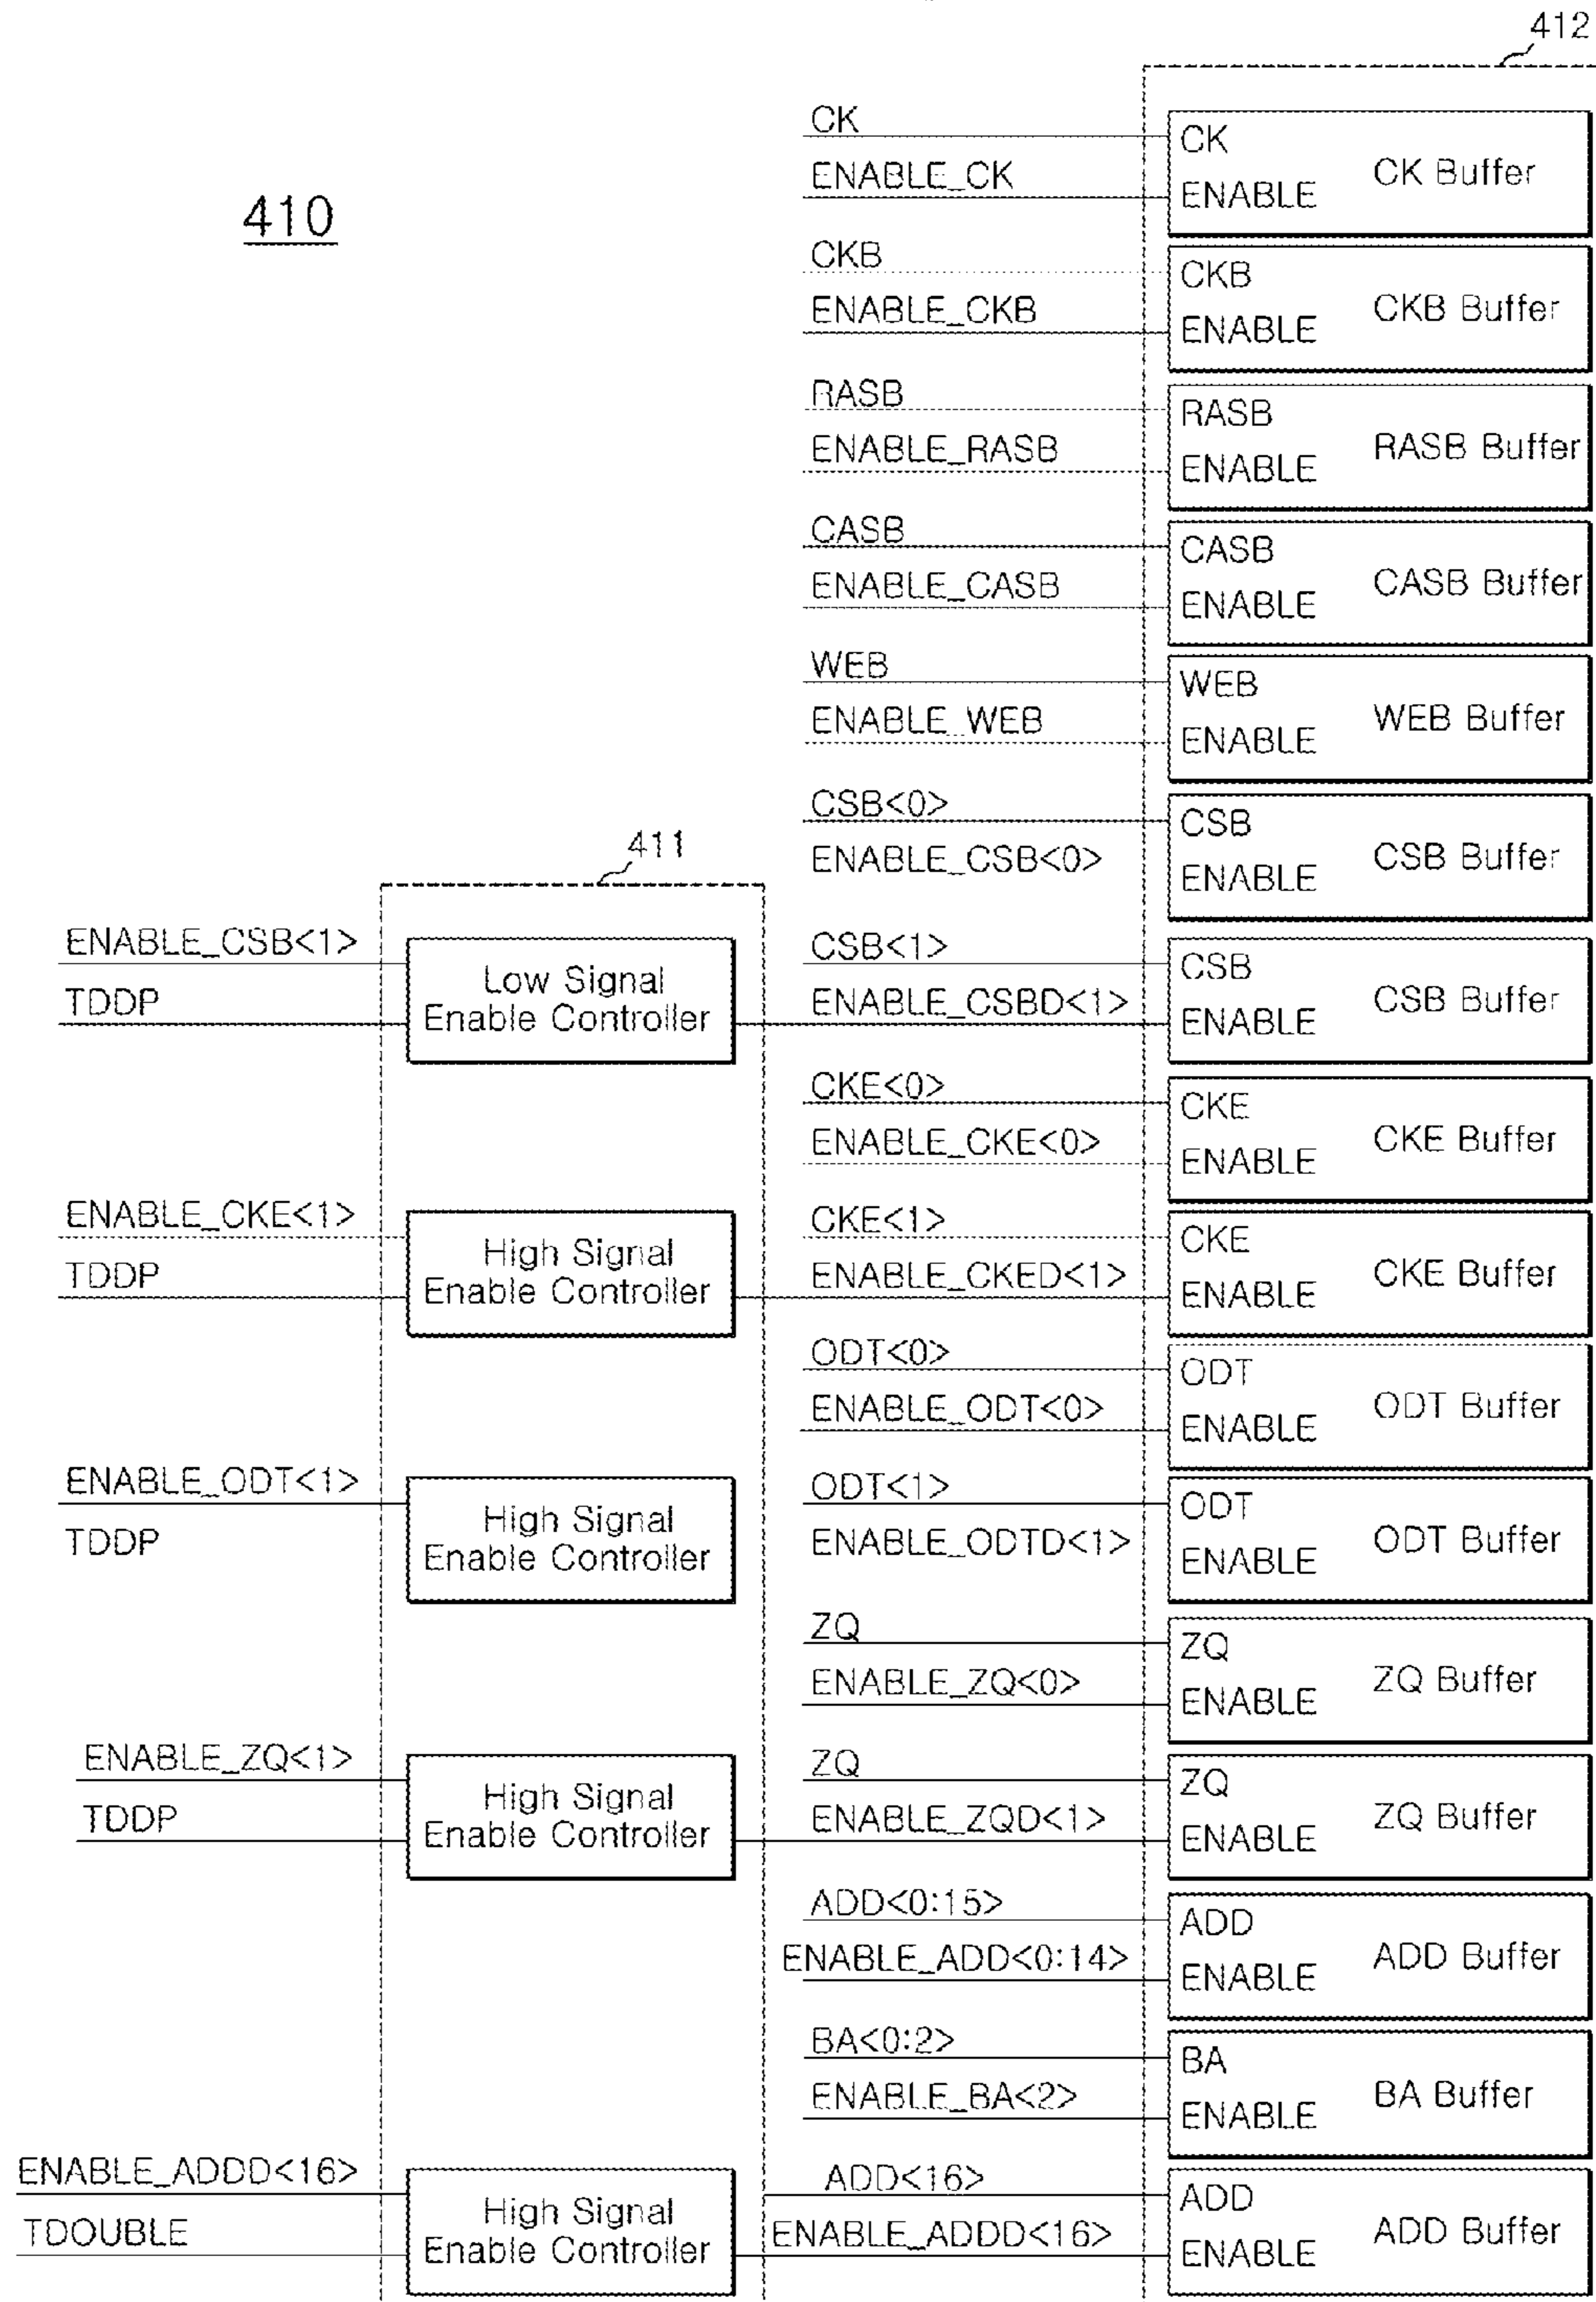 412
410
CK
ENABLE_CK
CK
ENABLE
CK Buffer
CKB
ENABLE_CKB
CKB
ENABLE
CKB Buffer
RASB
ENABLE_RASB
RASB
ENABLE
RASB Buffer
CASB
ENABLE_CASB
CASB
ENABLE
CASB Buffer
WEB
ENABLE_WEB
WEB
ENABLE
WEB Buffer
CSB<0>
ENABLE_CSB<0>
CSB
ENABLE
CSB Buffer
411
ENABLE_CSB<1>
TDDP
Low Signal
Enable Controller
CSB<1>
ENABLE_CSBD<1>
CSB
ENABLE
CSB Buffer
CKE<0>
ENABLE_CKE<0>
CKE
ENABLE
CKE Buffer
ENABLE_CKE<1>
TDDP
High Signal
Enable Controller
CKE<1>
ENABLE_CKED<1>
CKE
ENABLE
CKE Buffer
ODT<0>
ENABLE_ODT<0>
ODT
ENABLE
ODT Buffer
ENABLE_ODT<1>
TDDP
High Signal
Enable Controller
ODT<1>
ENABLE_ODTD<1>
ODT
ENABLE
ODT Buffer
ZQ
ENABLE_ZQ<0>
ZQ
ENABLE
ZQ Buffer
ENABLE_ZQ<1>
TDDP
High Signal
Enable Controller
ZQ
ENABLE_ZQD<1>
ZQ
ENABLE
ZQ Buffer
ADD<0:15>
ENABLE_ADD<0:14>
ADD
ENABLE
ADD Buffer
BA<0:2>
ENABLE_BA<2>
BA
ENABLE
BA Buffer
ENABLE_ADDD<16>
TDOUBLE
High Signal
Enable Controller
ADD<16>
ENABLE_ADDD<16>
ADD
ENABLE
ADD Buffer